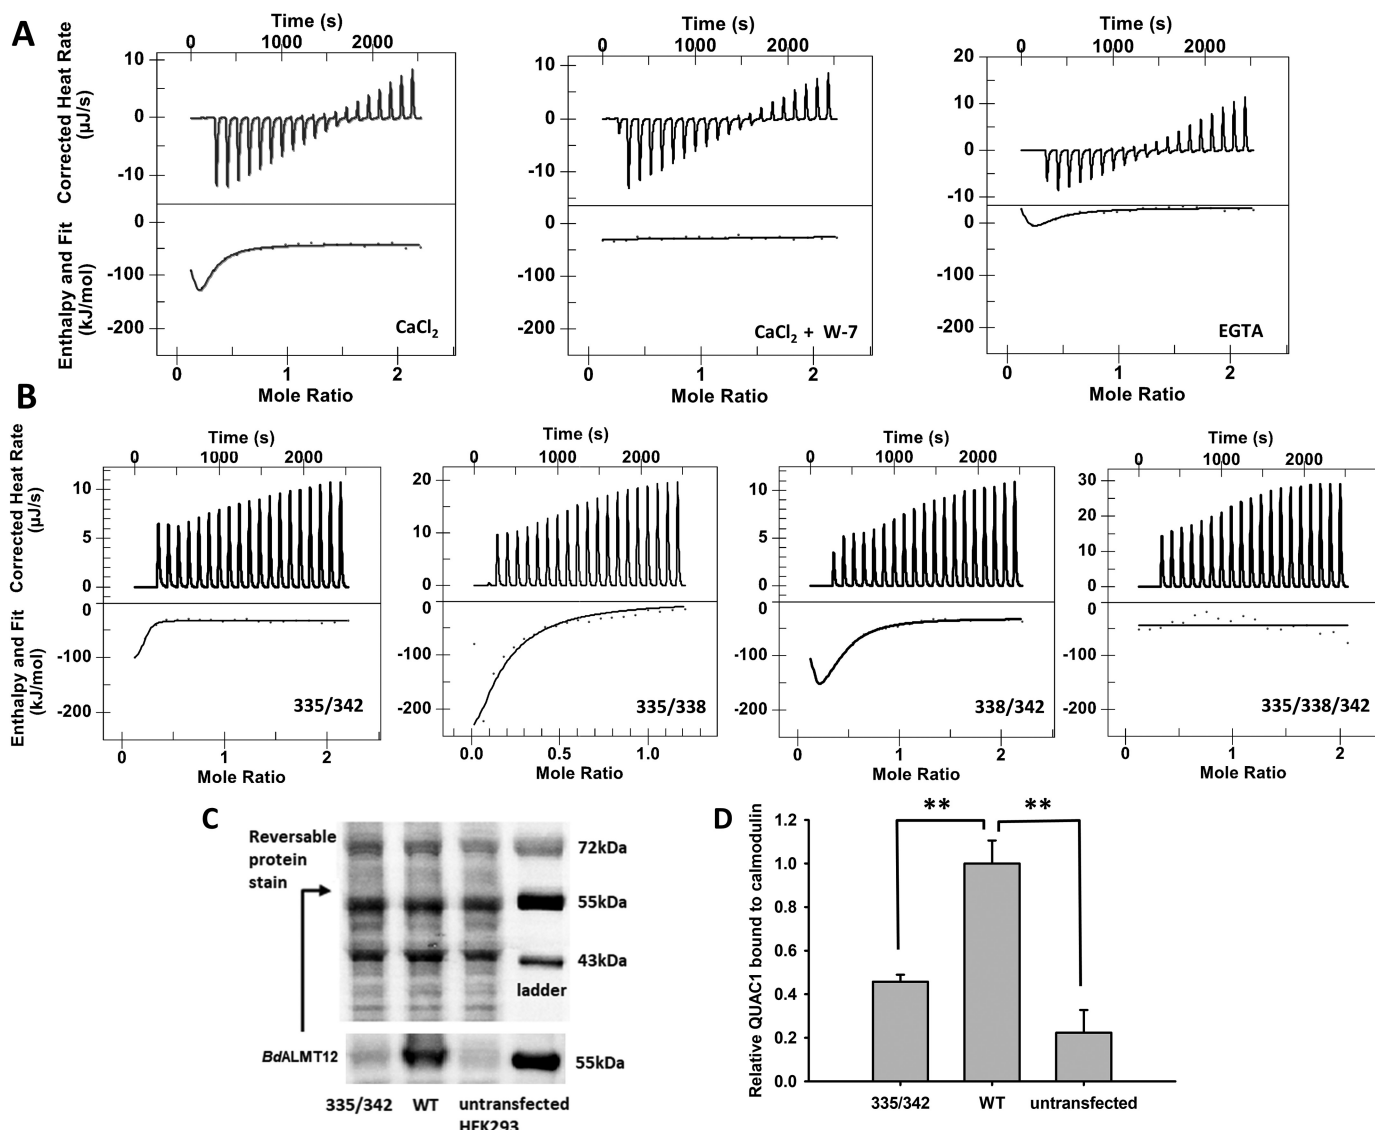 A
Time (s)
0 1000 2000
Corrected Heat Rate
(µJ/s)
10
0
-10
Enthalpy and Fit
(kJ/mol)
0
-100
-200
CaCl2
0 1 2
Mole Ratio
Time (s)
0 1000 2000
10
0
-10
0
-100
-200
CaCl2 + W-7
0 1 2
Mole Ratio
Time (s)
0 1000 2000
20
10
0
-10
0
-100
-200
EGTA
0 1 2
Mole Ratio
B
Time (s)
0 1000 2000
Corrected Heat Rate
(µJ/s)
10
5
0
Enthalpy and Fit
(kJ/mol)
0
-100
-200
335/342
0 1 2
Mole Ratio
Time (s)
0 1000 2000
20
10
0
0
-100
-200
335/338
0.0 0.5 1.0
Mole Ratio
Time (s)
0 1000 2000
10
5
0
0
-100
-200
338/342
0 1 2
Mole Ratio
Time (s)
0 1000 2000
30
20
10
0
0
-100
-200
335/338/342
0 1 2
Mole Ratio
C
Reversable
protein
stain
72kDa
55kDa
43kDa
ladder
BdALMT12
55kDa
335/342 WT untransfected
HEK293
D
Relative QUAC1 bound to calmodulin
1.2
1.0
0.8
0.6
0.4
0.2
0.0
** **
335/342 WT untransfected